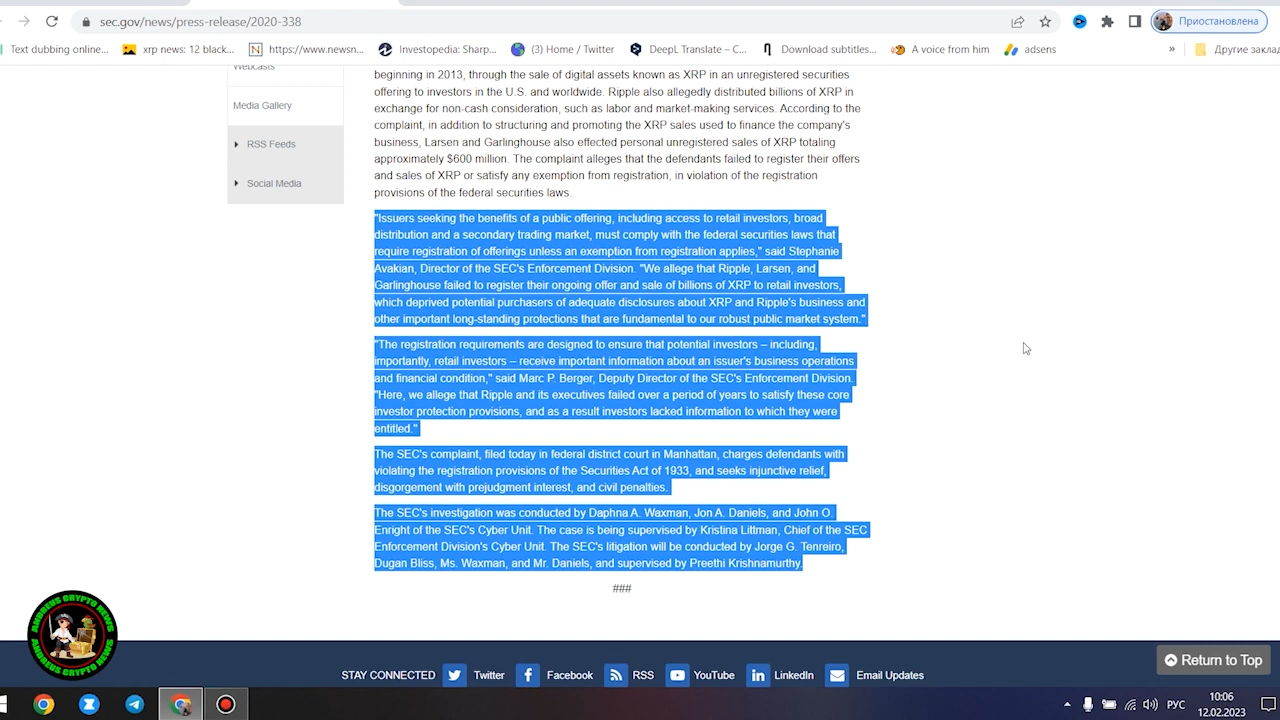 sec.gov/news/press-release/2020-338
Приостановлена
Text dubbing online...
xrp news: 12 black...
https://www.newsn...
Investopedia: Sharp...
(3) Home / Twitter
DeepL Translate – C...
Download subtitles...
A voice from him
adsens
»
Другие заклад
Webcasts
Media Gallery
RSS Feeds
Social Media
beginning in 2013, through the sale of digital assets known as XRP in an unregistered securities
offering to investors in the U.S. and worldwide. Ripple also allegedly distributed billions of XRP in
exchange for non-cash consideration, such as labor and market-making services. According to the
complaint, in addition to structuring and promoting the XRP sales used to finance the company's
business, Larsen and Garlinghouse also effected personal unregistered sales of XRP totaling
approximately $600 million. The complaint alleges that the defendants failed to register their offers
and sales of XRP or satisfy any exemption from registration, in violation of the registration
provisions of the federal securities laws.
"Issuers seeking the benefits of a public offering, including access to retail investors, broad
distribution and a secondary trading market, must comply with the federal securities laws that
require registration of offerings unless an exemption from registration applies," said Stephanie
Avakian, Director of the SEC's Enforcement Division. "We allege that Ripple, Larsen, and
Garlinghouse failed to register their ongoing offer and sale of billions of XRP to retail investors,
which deprived potential purchasers of adequate disclosures about XRP and Ripple's business and
other important long-standing protections that are fundamental to our robust public market system."
"The registration requirements are designed to ensure that potential investors – including,
importantly, retail investors – receive important information about an issuer's business operations
and financial condition," said Marc P. Berger, Deputy Director of the SEC's Enforcement Division.
"Here, we allege that Ripple and its executives failed over a period of years to satisfy these core
investor protection provisions, and as a result investors lacked information to which they were
entitled."
The SEC's complaint, filed today in federal district court in Manhattan, charges defendants with
violating the registration provisions of the Securities Act of 1933, and seeks injunctive relief,
disgorgement with prejudgment interest, and civil penalties.
The SEC's investigation was conducted by Daphna A. Waxman, Jon A. Daniels, and John O.
Enright of the SEC's Cyber Unit. The case is being supervised by Kristina Littman, Chief of the SEC
Enforcement Division's Cyber Unit. The SEC's litigation will be conducted by Jorge G. Tenreiro,
Dugan Bliss, Ms. Waxman, and Mr. Daniels, and supervised by Preethi Krishnamurthy.
###
ANDREUS CRYPTO NEWS
ANDREUS CRYPTO NEWS
Return to Top
STAY CONNECTED
Twitter
Facebook
RSS
YouTube
LinkedIn
Email Updates
РУС
10:06
12.02.2023